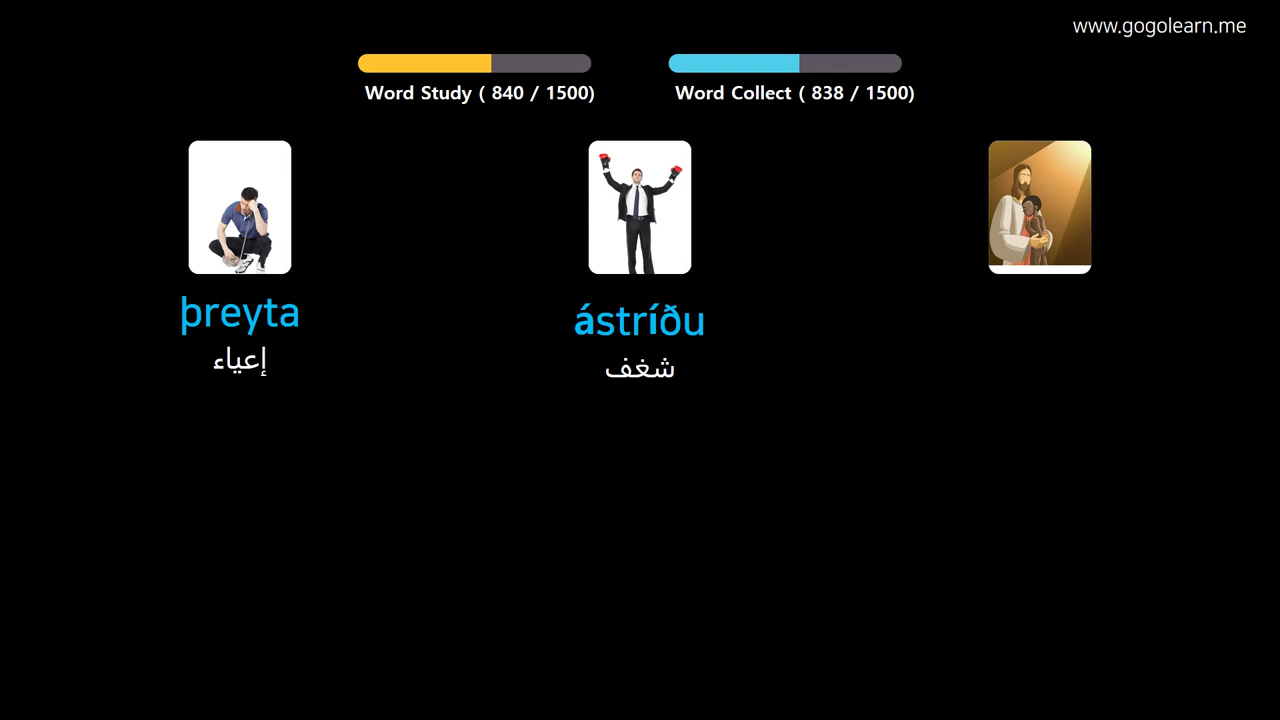 www.gogolearn.me
Word Study ( 840 / 1500)
Word Collect ( 838 / 1500)
þreyta
إعياء
ástríðu
شغف